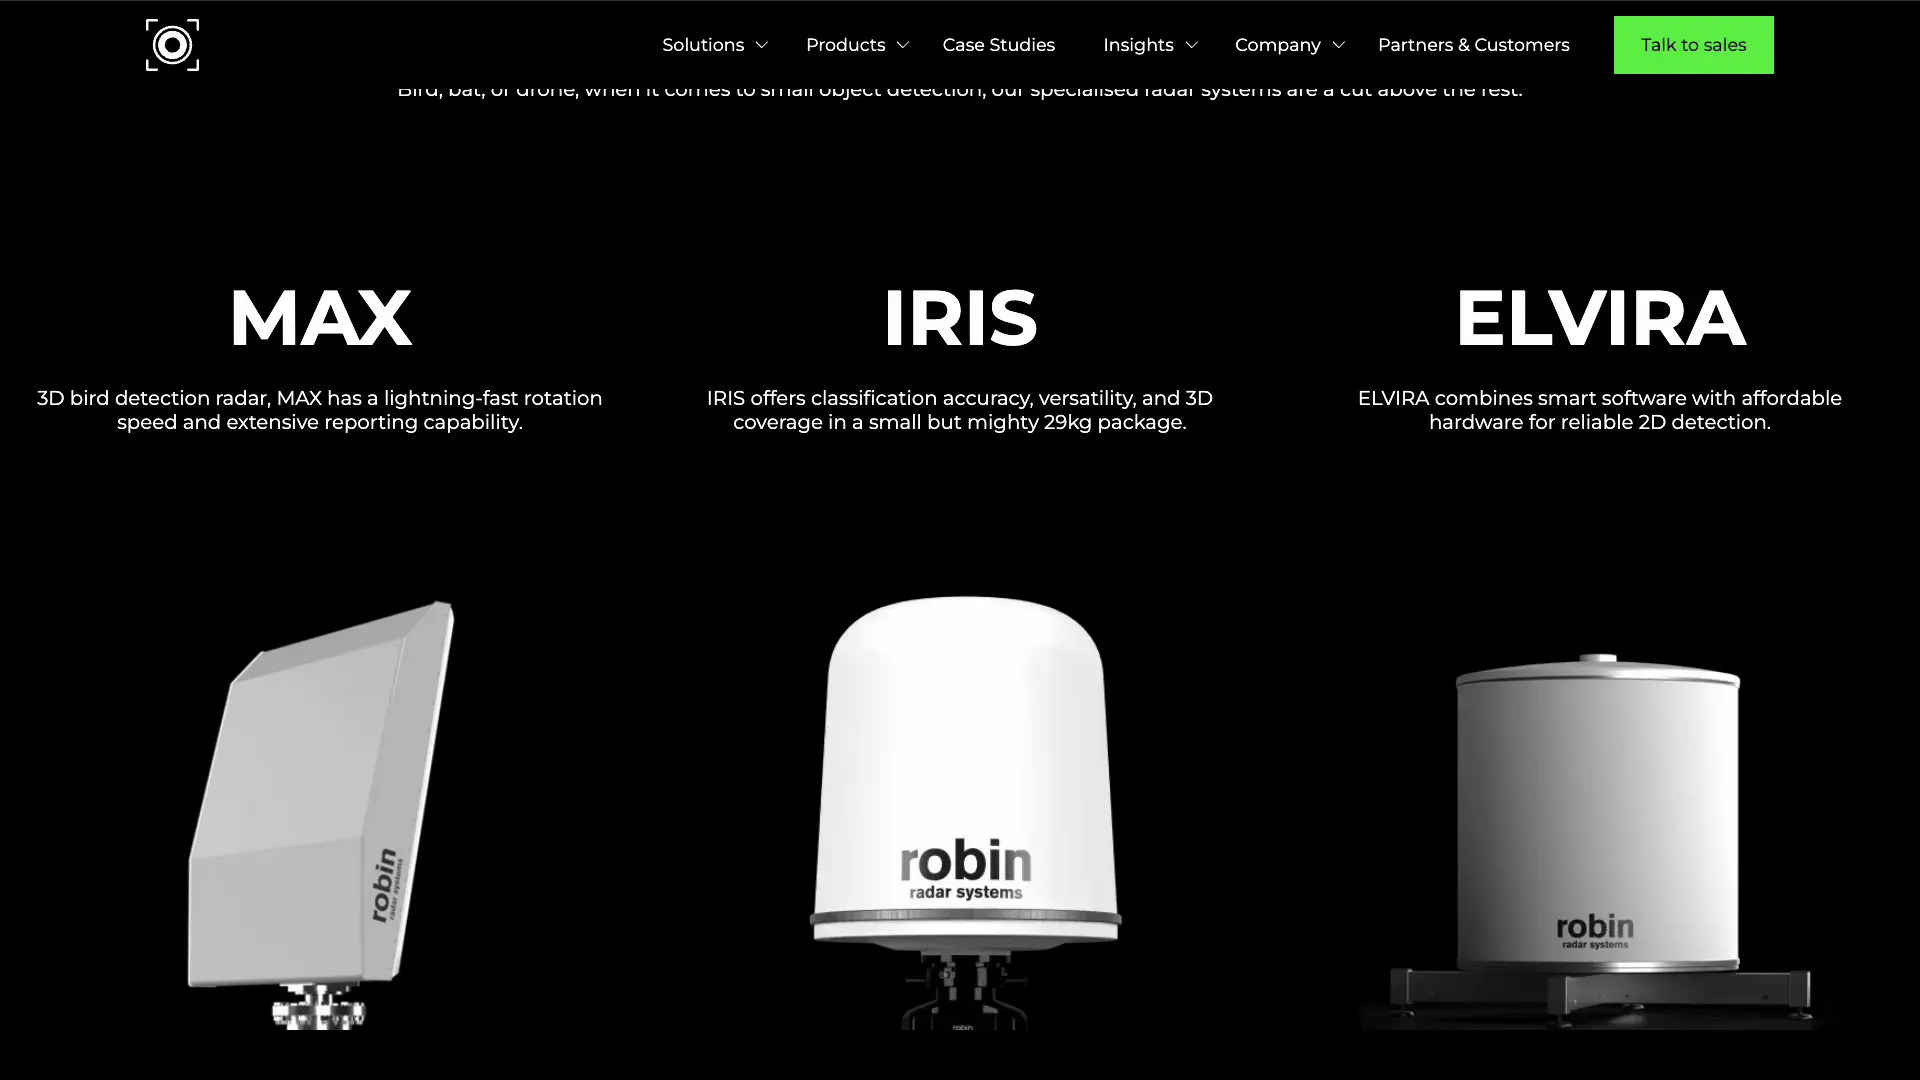 Solutions
Products
Case Studies
Insights
Company
Partners & Customers
Talk to sales
Bird, bat, or drone, when it comes to small object detection, our specialised radar systems are a cut above the rest.
MAX
3D bird detection radar, MAX has a lightning-fast rotation
speed and extensive reporting capability.
IRIS
IRIS offers classification accuracy, versatility, and 3D
coverage in a small but mighty 29kg package.
ELVIRA
ELVIRA combines smart software with affordable
hardware for reliable 2D detection.
robin
radar systems
robin
radar systems
robin
robin
radar systems